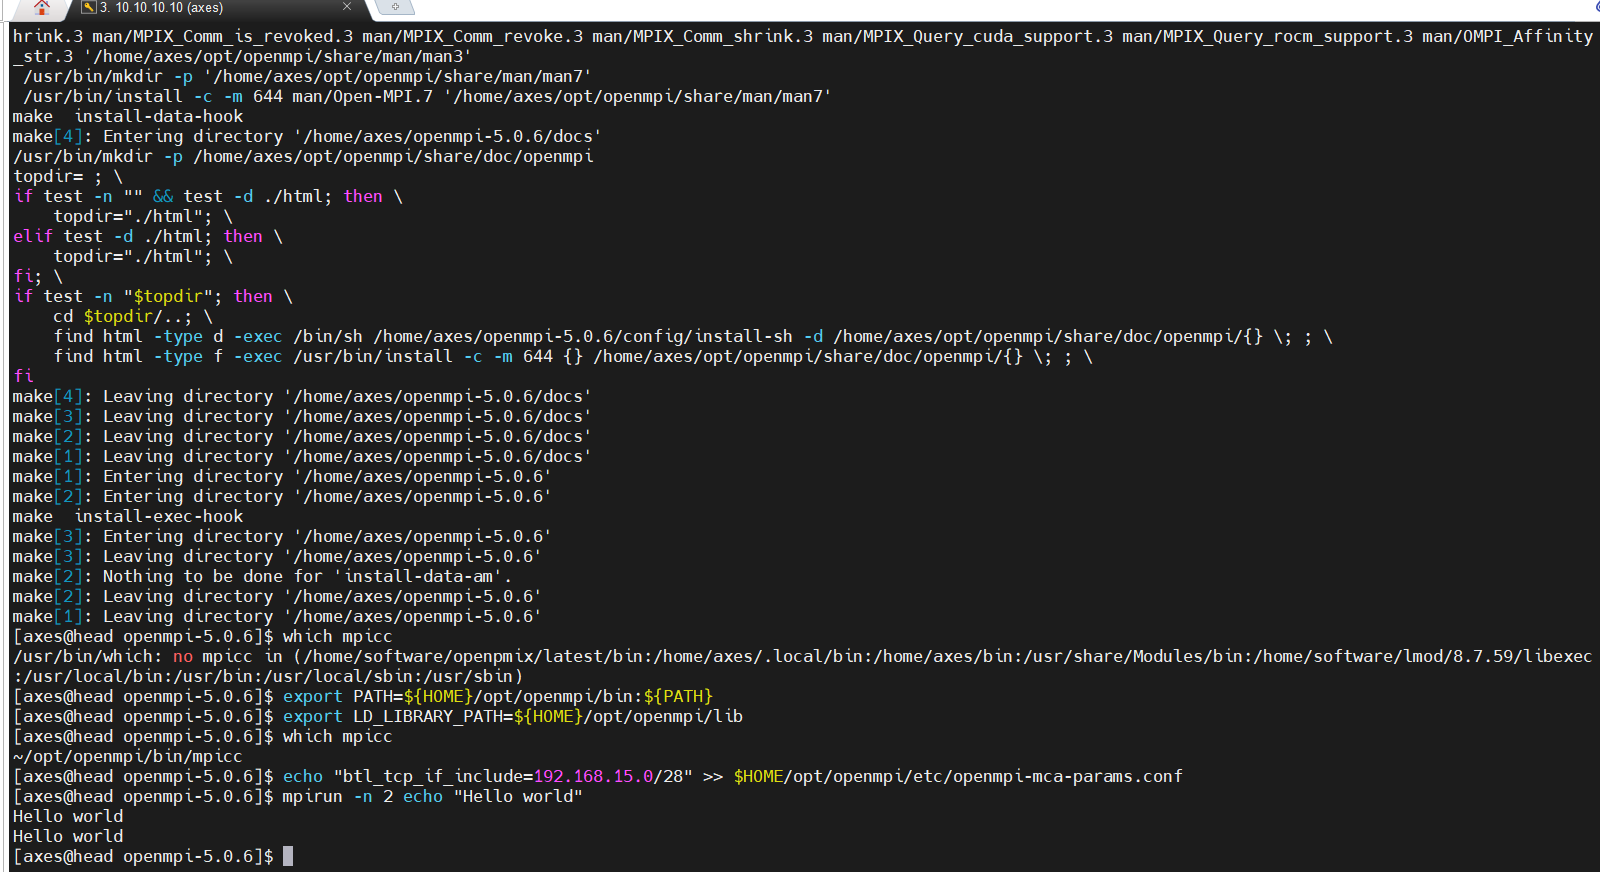 3. 10.10.10.10 (axes)
hrink.3 man/MPIX_Comm_is_revoked.3 man/MPIX_Comm_revoke.3 man/MPIX_Comm_shrink.3 man/MPIX_Query_cuda_support.3 man/MPIX_Query_rocm_support.3 man/OMPI_Affinity
_str.3 '/home/axes/opt/openmpi/share/man/man3'
 /usr/bin/mkdir -p '/home/axes/opt/openmpi/share/man/man7'
 /usr/bin/install -c -m 644 man/Open-MPI.7 '/home/axes/opt/openmpi/share/man/man7'
make  install-data-hook
make[4]: Entering directory '/home/axes/openmpi-5.0.6/docs'
/usr/bin/mkdir -p /home/axes/opt/openmpi/share/doc/openmpi
topdir= ; \
if test -n "" && test -d ./html; then \
    topdir="./html"; \
elif test -d ./html; then \
    topdir="./html"; \
fi; \
if test -n "$topdir"; then \
    cd $topdir/..; \
    find html -type d -exec /bin/sh /home/axes/openmpi-5.0.6/config/install-sh -d /home/axes/opt/openmpi/share/doc/openmpi/{} \; ; \
    find html -type f -exec /usr/bin/install -c -m 644 {} /home/axes/opt/openmpi/share/doc/openmpi/{} \; ; \
fi
make[4]: Leaving directory '/home/axes/openmpi-5.0.6/docs'
make[3]: Leaving directory '/home/axes/openmpi-5.0.6/docs'
make[2]: Leaving directory '/home/axes/openmpi-5.0.6/docs'
make[1]: Leaving directory '/home/axes/openmpi-5.0.6/docs'
make[1]: Entering directory '/home/axes/openmpi-5.0.6'
make[2]: Entering directory '/home/axes/openmpi-5.0.6'
make  install-exec-hook
make[3]: Entering directory '/home/axes/openmpi-5.0.6'
make[3]: Leaving directory '/home/axes/openmpi-5.0.6'
make[2]: Nothing to be done for 'install-data-am'.
make[2]: Leaving directory '/home/axes/openmpi-5.0.6'
make[1]: Leaving directory '/home/axes/openmpi-5.0.6'
[axes@head openmpi-5.0.6]$ which mpicc
/usr/bin/which: no mpicc in (/home/software/openpmix/latest/bin:/home/axes/.local/bin:/home/axes/bin:/usr/share/Modules/bin:/home/software/lmod/8.7.59/libexec
:/usr/local/bin:/usr/bin:/usr/local/sbin:/usr/sbin)
[axes@head openmpi-5.0.6]$ export PATH=${HOME}/opt/openmpi/bin:${PATH}
[axes@head openmpi-5.0.6]$ export LD_LIBRARY_PATH=${HOME}/opt/openmpi/lib
[axes@head openmpi-5.0.6]$ which mpicc
~/opt/openmpi/bin/mpicc
[axes@head openmpi-5.0.6]$ echo "btl_tcp_if_include=192.168.15.0/28" >> $HOME/opt/openmpi/etc/openmpi-mca-params.conf
[axes@head openmpi-5.0.6]$ mpirun -n 2 echo "Hello world"
Hello world
Hello world
[axes@head openmpi-5.0.6]$